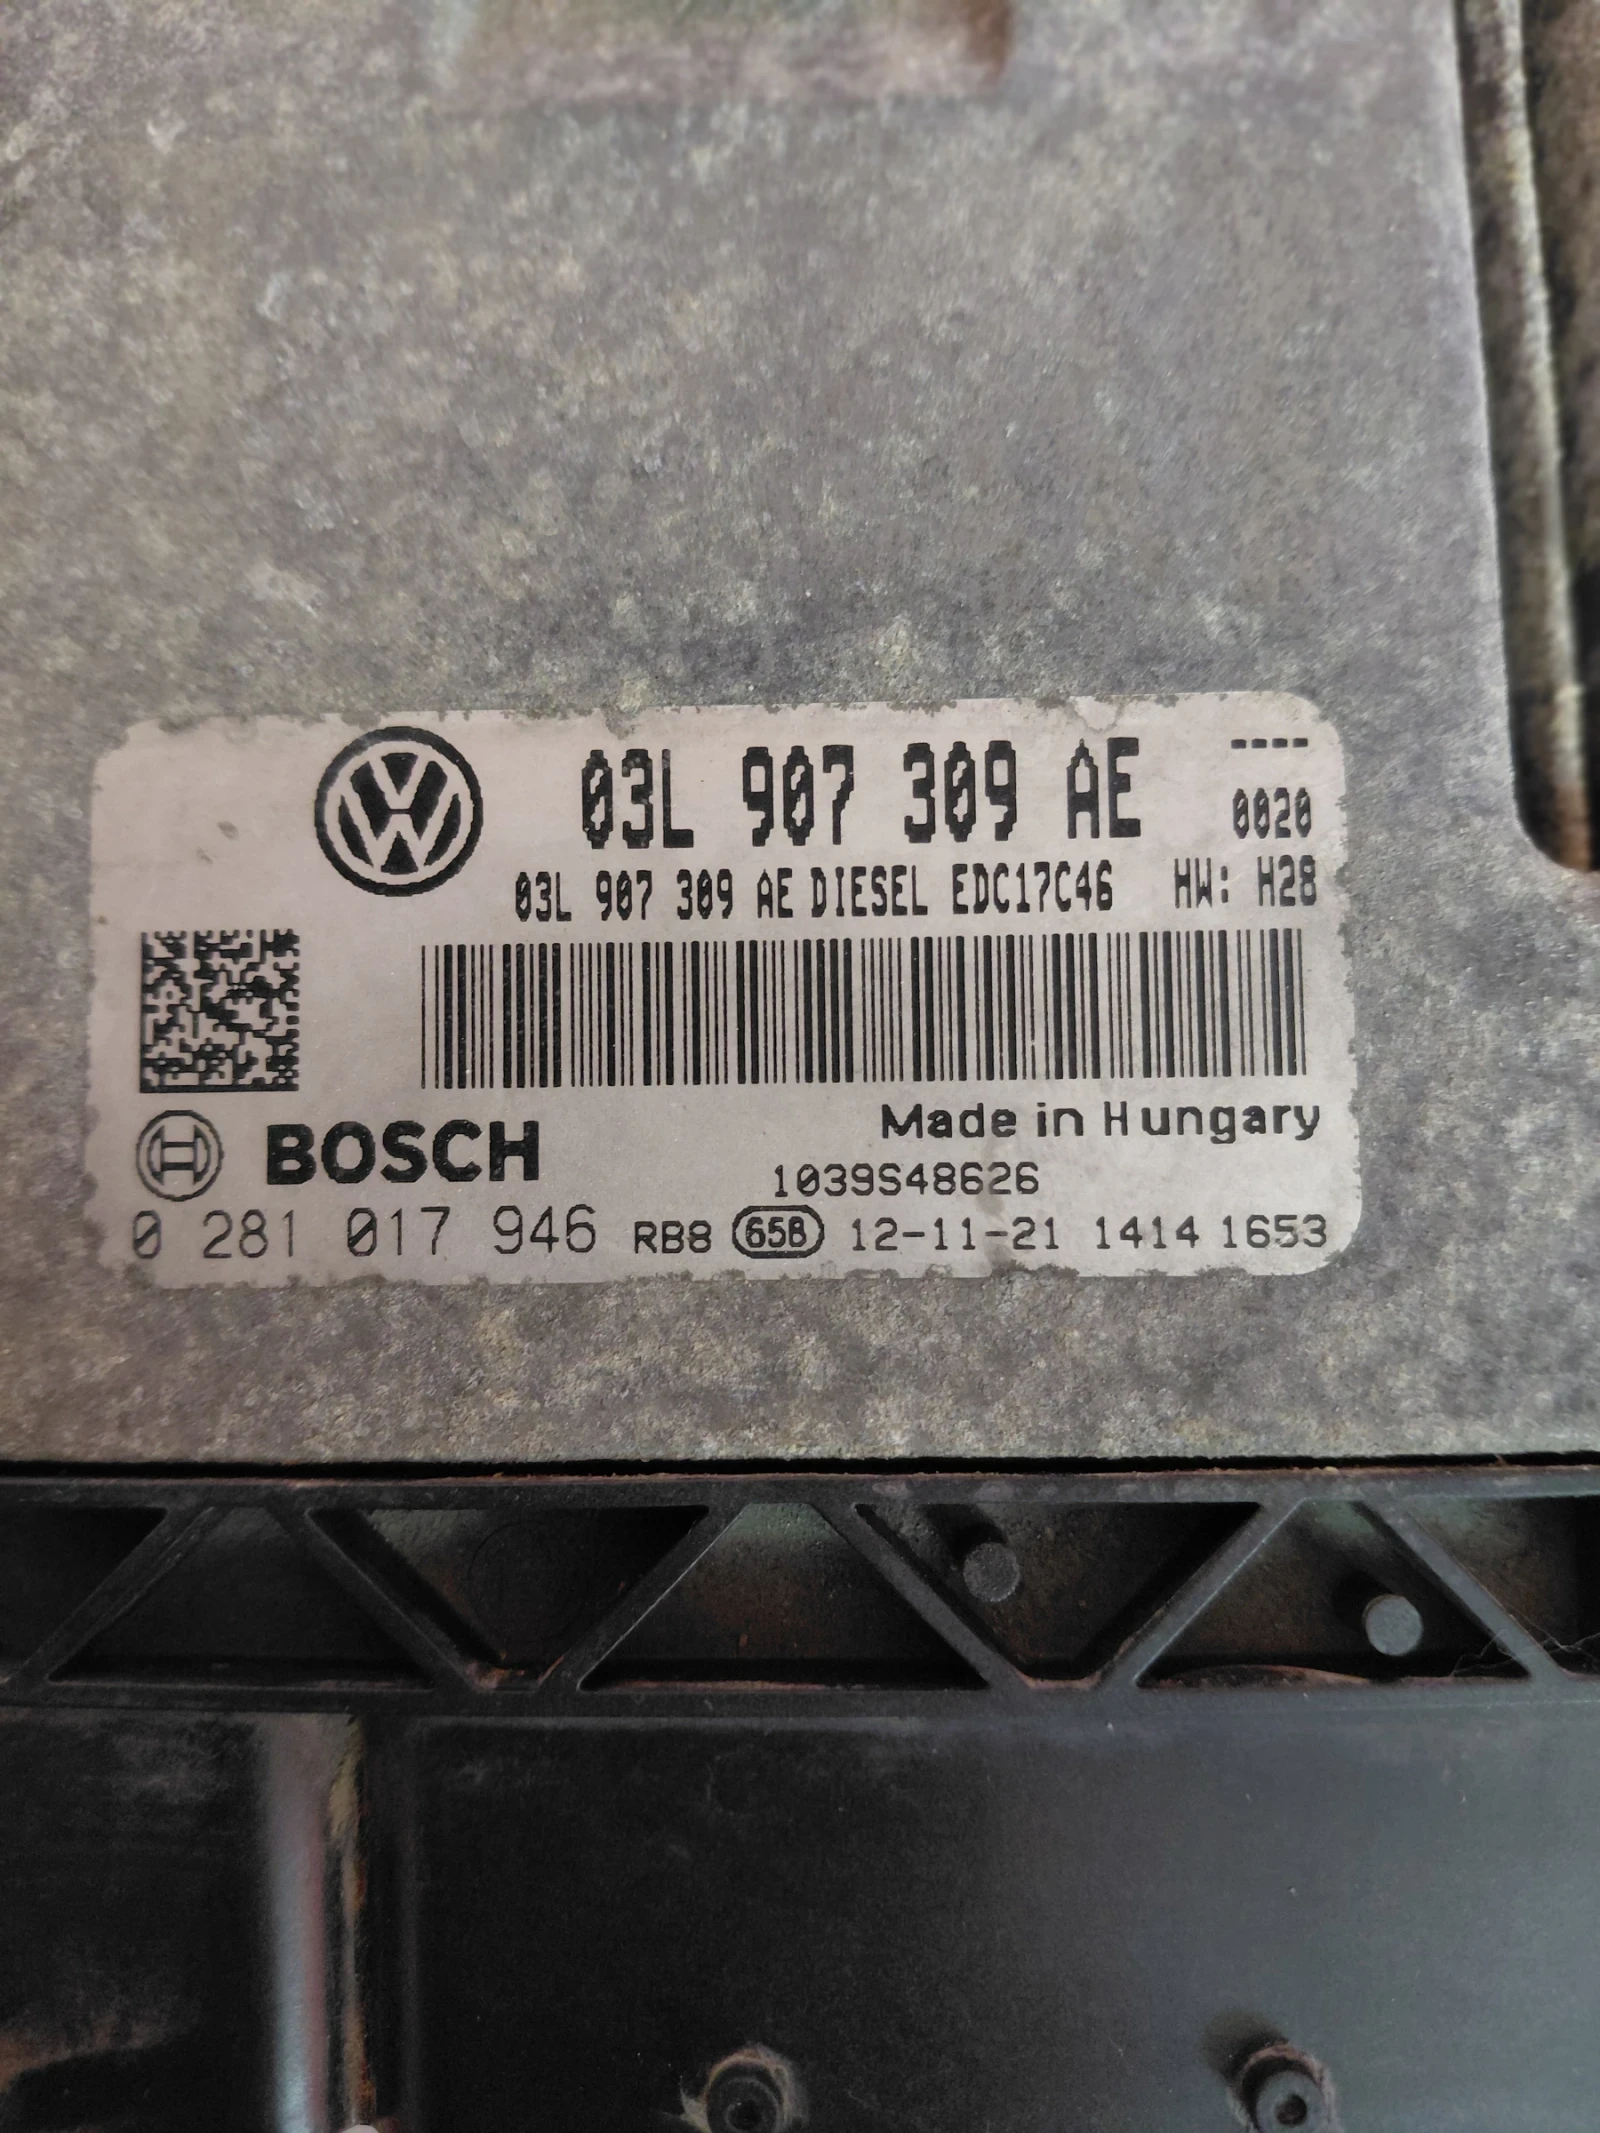 03L 907 309 AE ----
0020
03L 907 309 AE DIESEL EDC17C46 HW: H28
BOSCH
Made in Hungary
1039S48626
0 281 017 946 RB8 65B 12-11-21 1414 1653